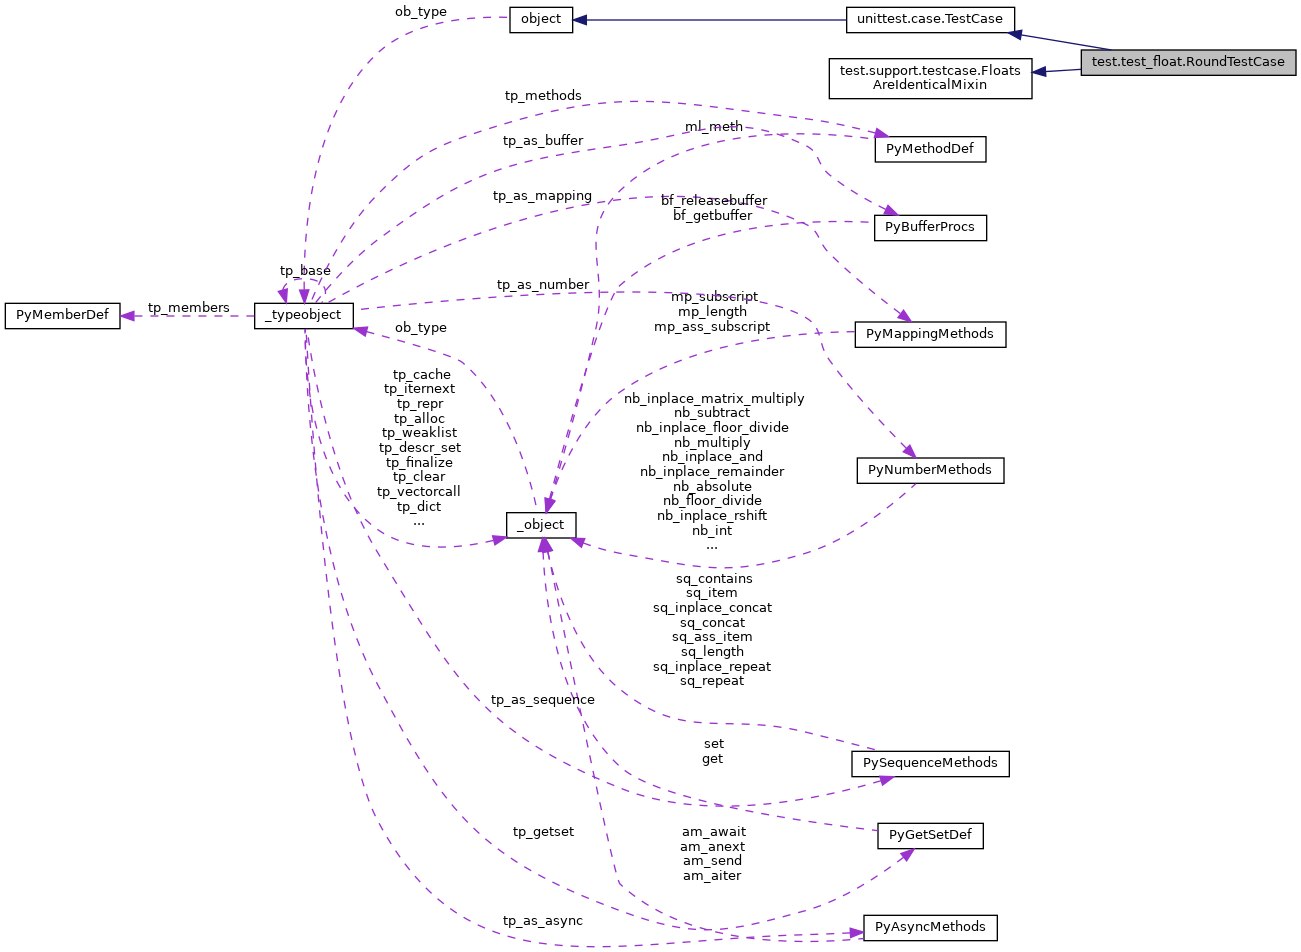 ob_type
object
unittest.case.TestCase
test.test_float.RoundTestCase
test.support.testcase.Floats
AreIdenticalMixin
tp_methods
ml_meth
tp_as_buffer
PyMethodDef
tp_as_mapping
bf_releasebuffer
bf_getbuffer
PyBufferProcs
tp_base
tp_as_number
mp_subscript
mp_length
mp_ass_subscript
PyMemberDef
tp_members
_typeobject
ob_type
PyMappingMethods
tp_cache
tp_iternext
tp_repr
tp_alloc
tp_weaklist
tp_descr_set
tp_finalize
tp_clear
tp_vectorcall
tp_dict
...
nb_inplace_matrix_multiply
nb_subtract
nb_inplace_floor_divide
nb_multiply
nb_inplace_and
nb_inplace_remainder
nb_absolute
nb_floor_divide
nb_inplace_rshift
nb_int
...
PyNumberMethods
_object
sq_contains
sq_item
sq_inplace_concat
sq_concat
sq_ass_item
sq_length
sq_inplace_repeat
sq_repeat
tp_as_sequence
set
get
PySequenceMethods
tp_getset
am_await
am_anext
am_send
am_aiter
PyGetSetDef
tp_as_async
PyAsyncMethods